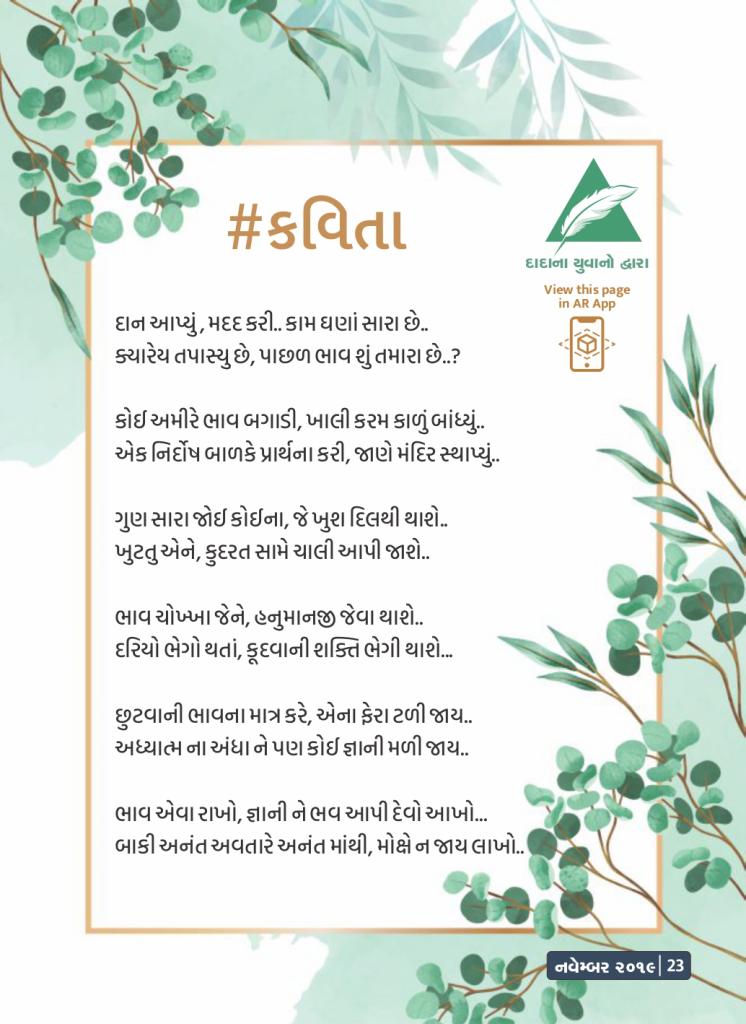 #કવિતા
દાદાના યુવાનો દ્વારા
View this page
in AR App
દાન આપ્યું , મદદ કરી.. કામ ઘણાં સારા છે..
ક્યારેય તપાસ્યુ છે, પાછળ ભાવ શું તમારા છે..?
કોઈ અમીરે ભાવ બગાડી, ખાલી કરમ કાળું બાંધ્યું..
એક નિર્દોષ બાળકે પ્રાર્થના કરી, જાણે મંદિર સ્થાપ્યું..
ગુણ સારા જોઈ કોઈના, જે ખુશ દિલથી થાશે..
ખુટતુ એને, કુદરત સામે ચાલી આપી જાશે..
ભાવ ચોખ્ખા જેને, હનુમાનજી જેવા થાશે..
દરિયો ભેગો થતાં, કૂદવાની શક્તિ ભેગી થાશે...
છુટવાની ભાવના માત્ર કરે, એના ફેરા ટળી જાય..
અધ્યાત્મ ના અંધા ને પણ કોઈ જ્ઞાની મળી જાય..
ભાવ એવા રાખો, જ્ઞાની ને ભવ આપી દેવો આખો...
બાકી અનંત અવતારે અનંત માંથી, મોક્ષે ન જાય લાખો..
નવેમ્બર ૨૦૧૯ | 23